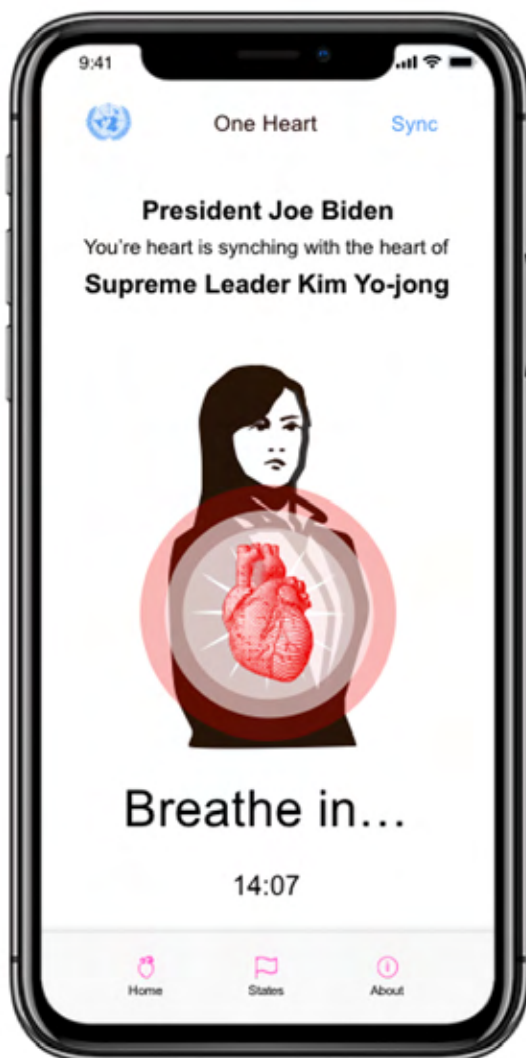 9:41
One Heart
Sync
President Joe Biden
You're heart is synching with the heart of
Supreme Leader Kim Yo-jong
Breathe in...
14:07
Home
States
About